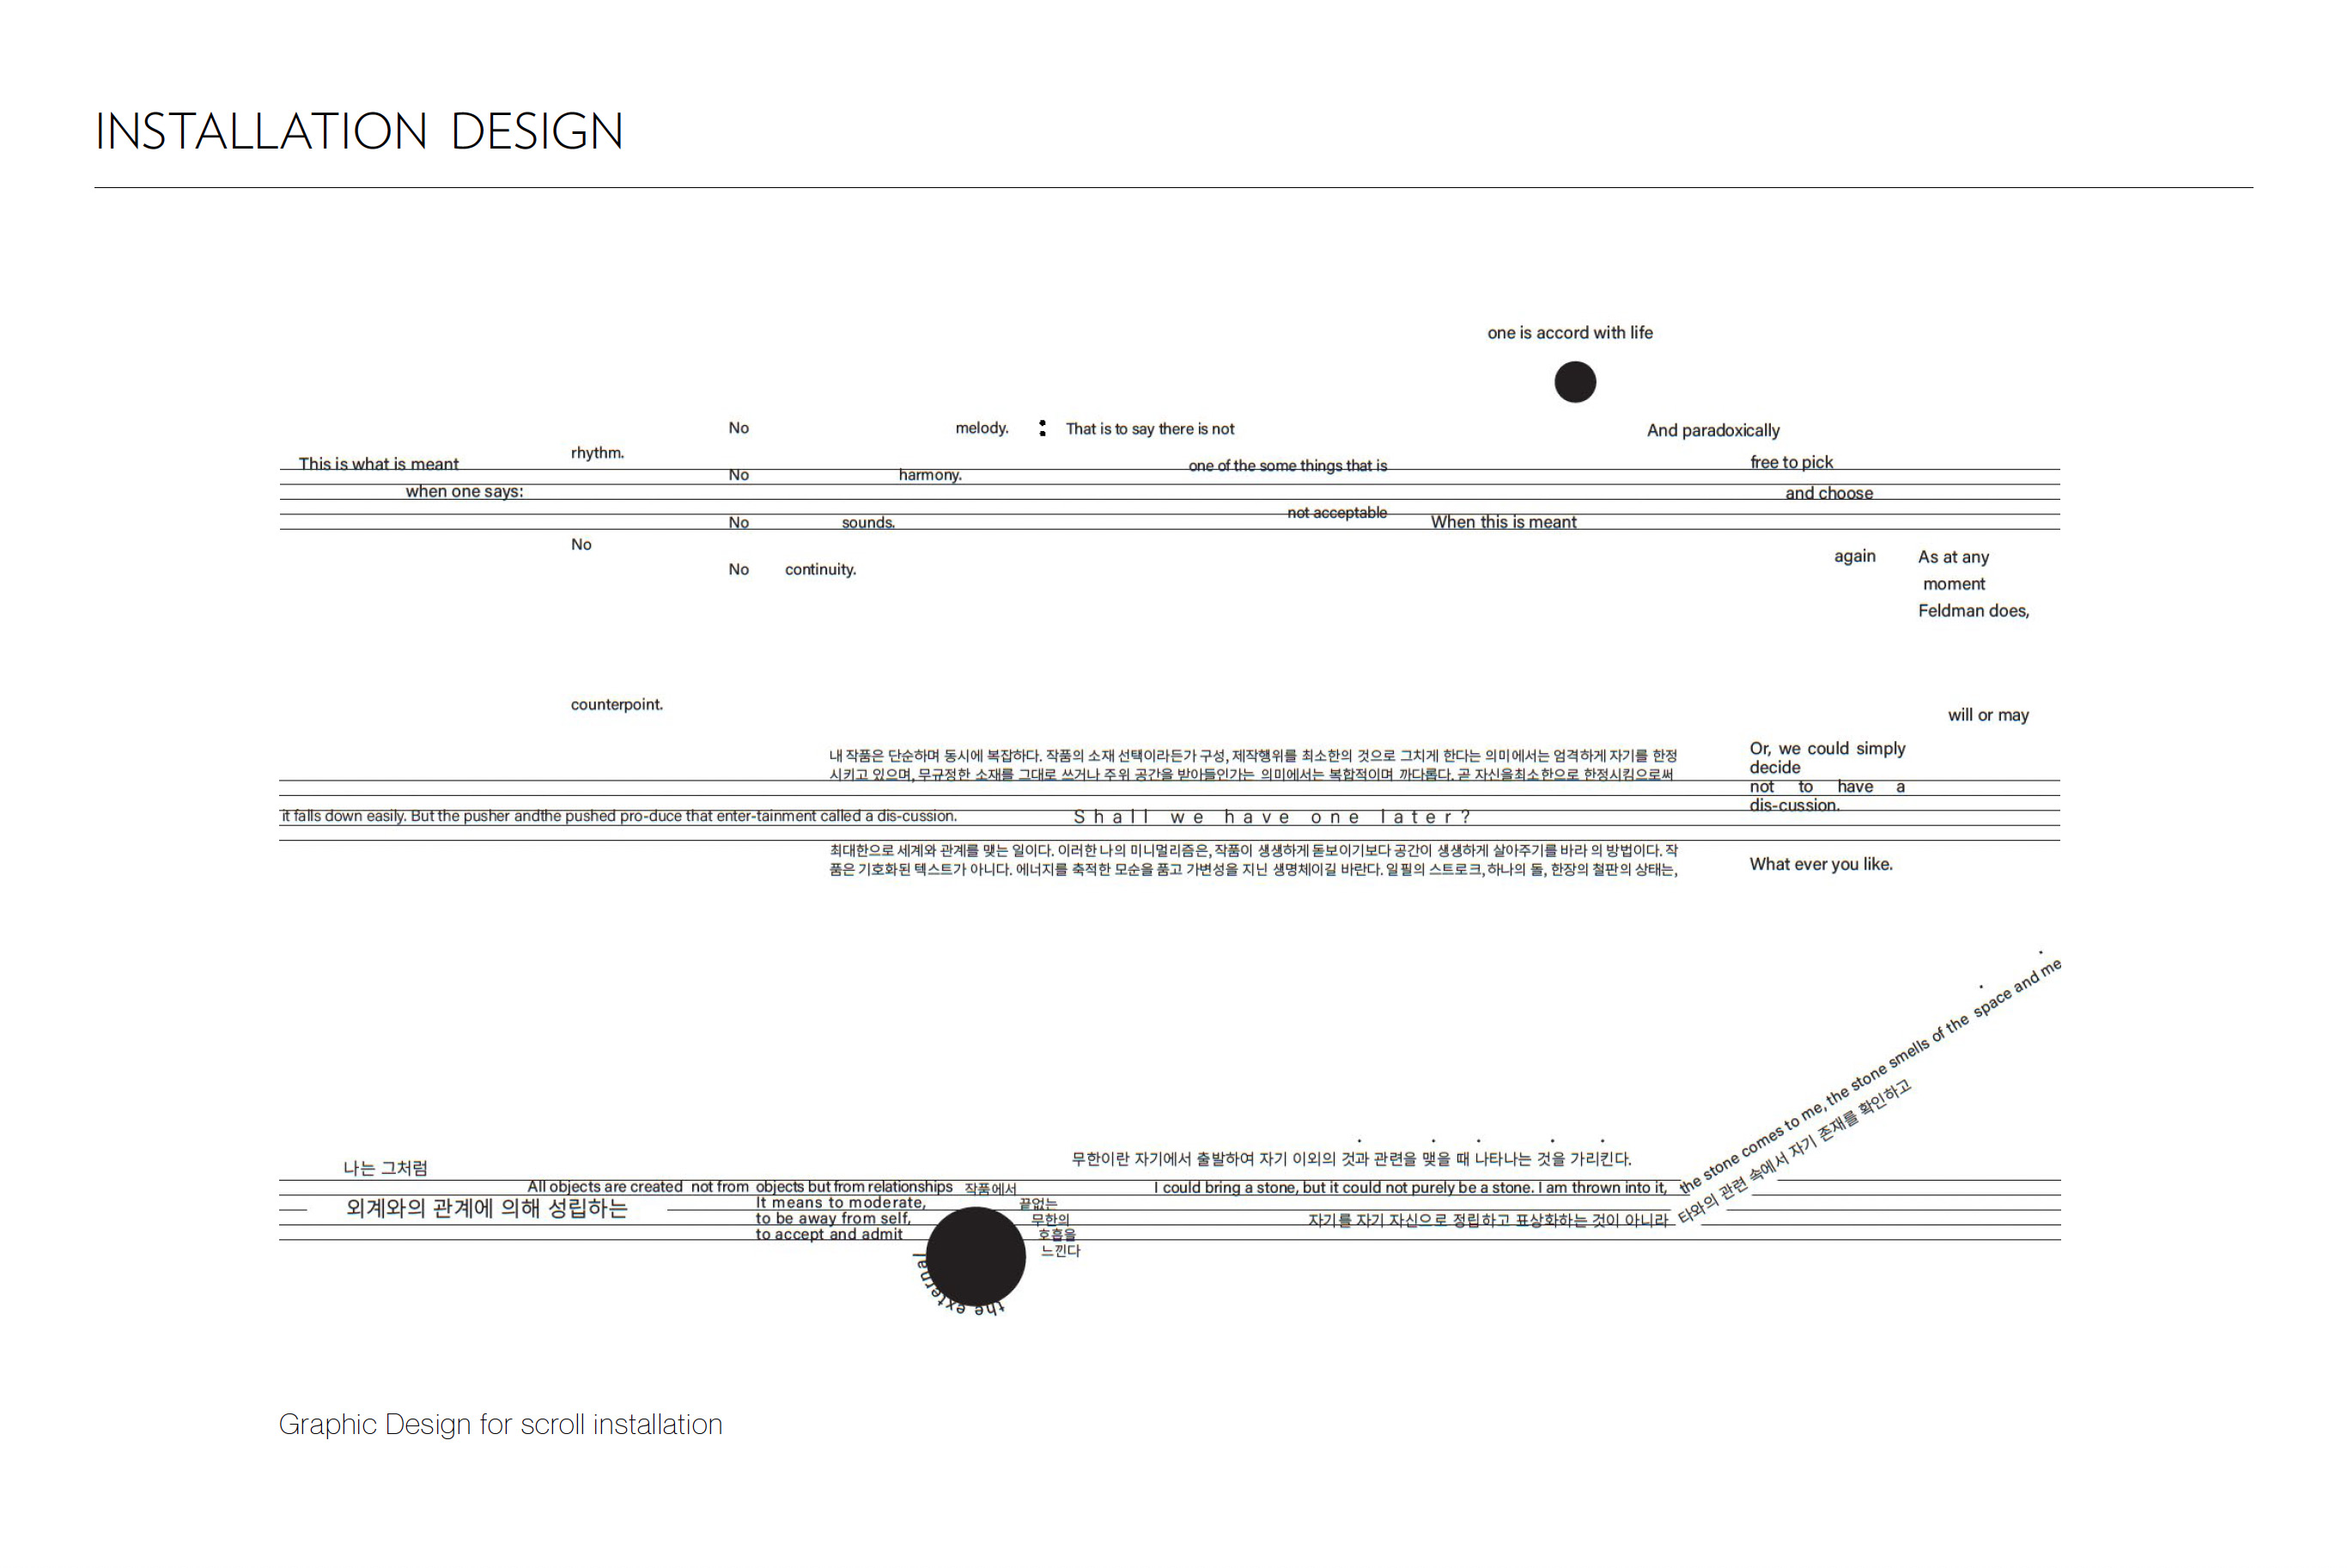 INSTALLATION DESIGN
one is accord with life
No melody. : That is to say there is not
And paradoxically
rhythm.
This is what is meant
one of the some things that is
free to pick
No harmony.
when one says:
and choose
not acceptable
No sounds.
When this is meant
No
again
As at any
moment
Feldman does,
No continuity.
counterpoint.
will or may
내 작품은 단순하며 동시에 복잡하다. 작품의 소재 선택이라든가 구성, 제작행위를 최소한의 것으로 그치게 한다는 의미에서는 엄격하게 자기를 한정
시키고 있으며, 무규정한 소재를 그대로 쓰거나 주위 공간을 받아들인가는 의미에서는 복합적이며 까다롭다. 곧 자신을최소한으로 한정시킴으로써
Or, we could simply
decide
not to have a
dis-cussion.
it falls down easily. But the pusher andthe pushed pro-duce that enter-tainment called a dis-cussion.
Shall we have one later?
최대한으로 세계와 관계를 맺는 일이다. 이러한 나의 미니멀리즘은, 작품이 생생하게 돋보이기보다 공간이 생생하게 살아주기를 바라 의 방법이다. 작
품은 기호화된 텍스트가 아니다. 에너지를 축적한 모순을 품고 가변성을 지닌 생명체이길 바란다. 일필의 스트로크, 하나의 돌, 한장의 철판의 상태는,
What ever you like.
나는 그처럼
외계와의 관계에 의해 성립하는
All objects are created not from objects but from relationships
It means to moderate,
to be away from self,
to accept and admit
the external
작품에서
끝없는
무한의
호흡을
느낀다
무한이란 자기에서 출발하여 자기 이외의 것과 관련을 맺을 때 나타나는 것을 가리킨다.
I could bring a stone, but it could not purely be a stone. I am thrown into it,
the stone comes to me, the stone smells of the space and me
자기를 자기 자신으로 정립하고 표상화하는 것이 아니라
타와의 관련 속에서 자기 존재를 확인하고
Graphic Design for scroll installation